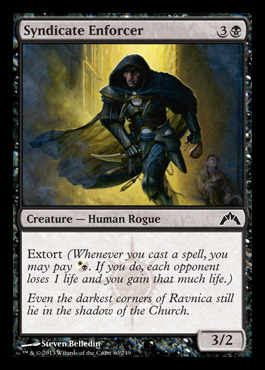 Syndicate Enforcer 3
Creature — Human Rogue
Extort (Whenever you cast a spell, you
may pay . If you do, each opponent
loses 1 life and you gain that much life.)
Even the darkest corners of Ravnica still
lie in the shadow of the Church.
Steven Belledin
™ & © 2013 Wizards of the Coast 80/249
3/2